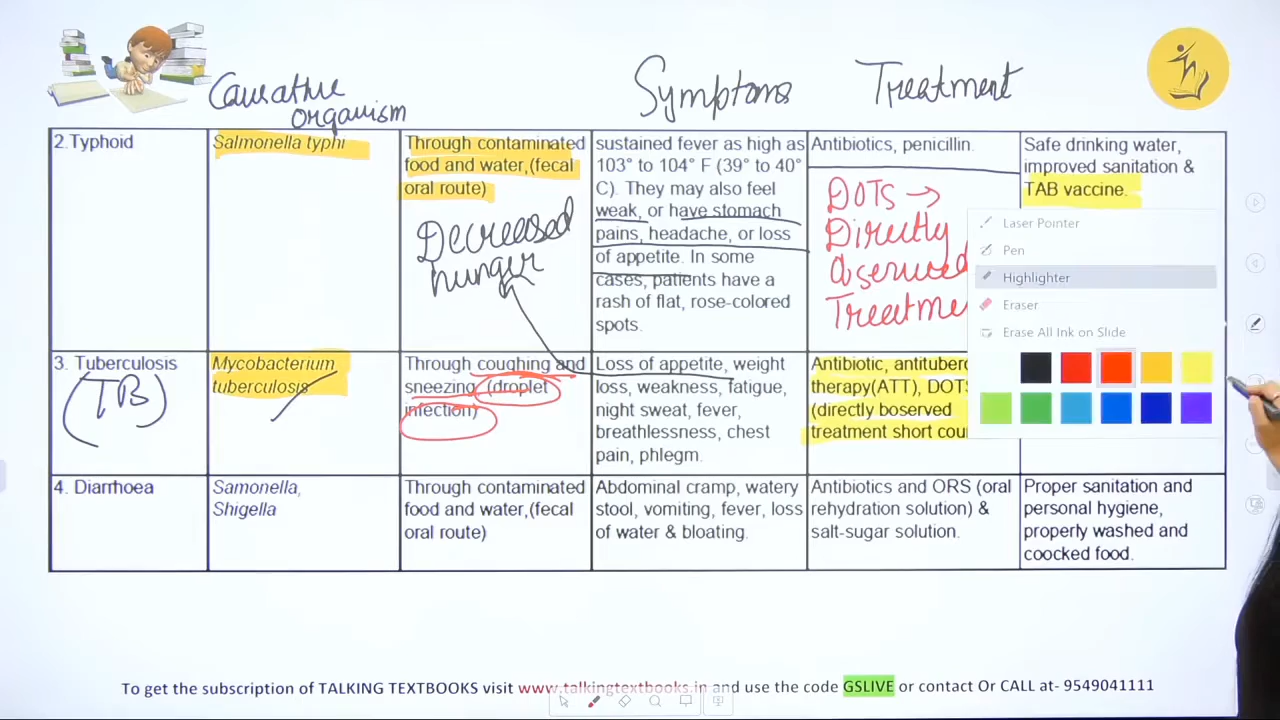 Causative
organism
Symptoms
Treatment
2.Typhoid
Salmonella typhi
Through contaminated
food and water,(fecal
oral route)
Decreased
hunger
sustained fever as high as
103° to 104° F (39° to 40°
C). They may also feel
weak, or have stomach
pains, headache, or loss
of appetite. In some
cases, patients have a
rash of flat, rose-colored
spots.
Antibiotics, penicillin.
DOTS →
Directly
Observed
Treatme
Safe drinking water,
improved sanitation &
TAB vaccine.
Laser Pointer
Pen
Highlighter
Eraser
Erase All Ink on Slide
3. Tuberculosis
(TB)
Mycobacterium
tuberculosis
Through coughing and
sneezing (droplet
infection)
Loss of appetite, weight
loss, weakness, fatigue,
night sweat, fever,
breathlessness, chest
pain, phlegm.
Antibiotic, antituberc
therapy(ATT), DOT
(directly boserved
treatment short cou
4. Diarrhoea
Samonella,
Shigella
Through contaminated
food and water,(fecal
oral route)
Abdominal cramp, watery
stool, vomiting, fever, loss
of water & bloating.
Antibiotics and ORS (oral
rehydration solution) &
salt-sugar solution.
Proper sanitation and
personal hygiene,
properly washed and
coocked food.
To get the subscription of TALKING TEXTBOOKS visit www.talkingtextbooks.in and use the code GSLIVE or contact Or CALL at- 9549041111